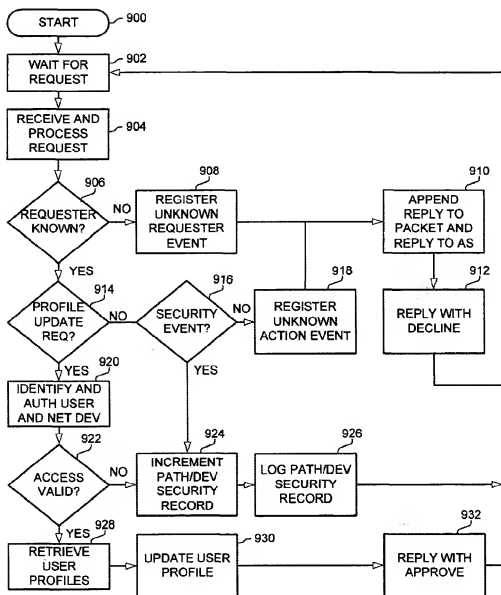 START
900
WAIT FOR
REQUEST
902
RECEIVE AND
PROCESS
REQUEST
904
REQUESTER
KNOWN?
906
NO
YES
REGISTER
UNKNOWN
REQUESTER
EVENT
908
APPEND
REPLY TO
PACKET AND
REPLY TO AS
910
REPLY WITH
DECLINE
912
PROFILE
UPDATE
REQ?
914
NO
YES
SECURITY
EVENT?
916
NO
YES
REGISTER
UNKNOWN
ACTION EVENT
918
IDENTIFY AND
AUTH USER
AND NET DEV
920
ACCESS
VALID?
922
NO
YES
INCREMENT
PATH/DEV
SECURITY
RECORD
924
LOG PATH/DEV
SECURITY
RECORD
926
RETRIEVE
USER
PROFILES
928
UPDATE USER
PROFILE
930
REPLY WITH
APPROVE
932